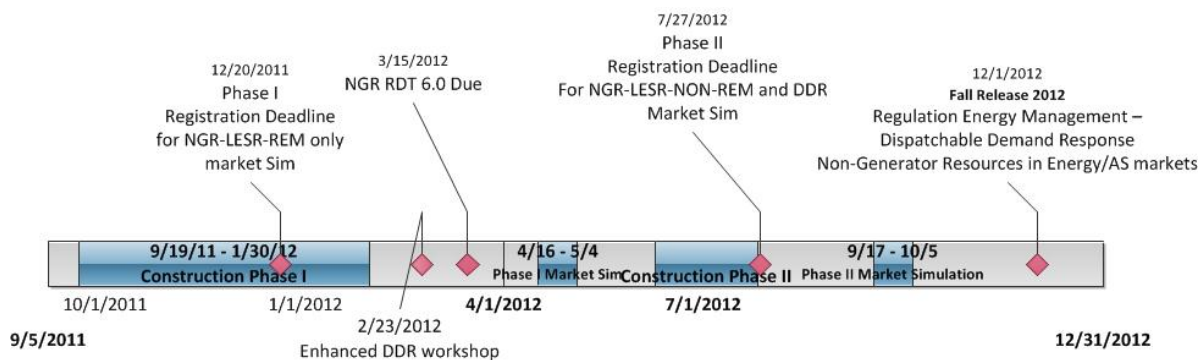 7/27/2012
Phase II
Registration Deadline
For NGR-LESR-NON-REM and DDR
Market Sim
3/15/2012
NGR RDT 6.0 Due
12/20/2011
Phase I
Registration Deadline
for NGR-LESR-REM only
market Sim
12/1/2012
Fall Release 2012
Regulation Energy Management –
Dispatchable Demand Response
Non-Generator Resources in Energy/AS markets
9/19/11 - 1/30/12
Construction Phase I
4/16 - 5/4
Phase I Market Sim
Construction Phase II
9/17 - 10/5
Phase II Market Simulation
10/1/2011
1/1/2012
4/1/2012
7/1/2012
9/5/2011
2/23/2012
Enhanced DDR workshop
12/31/2012